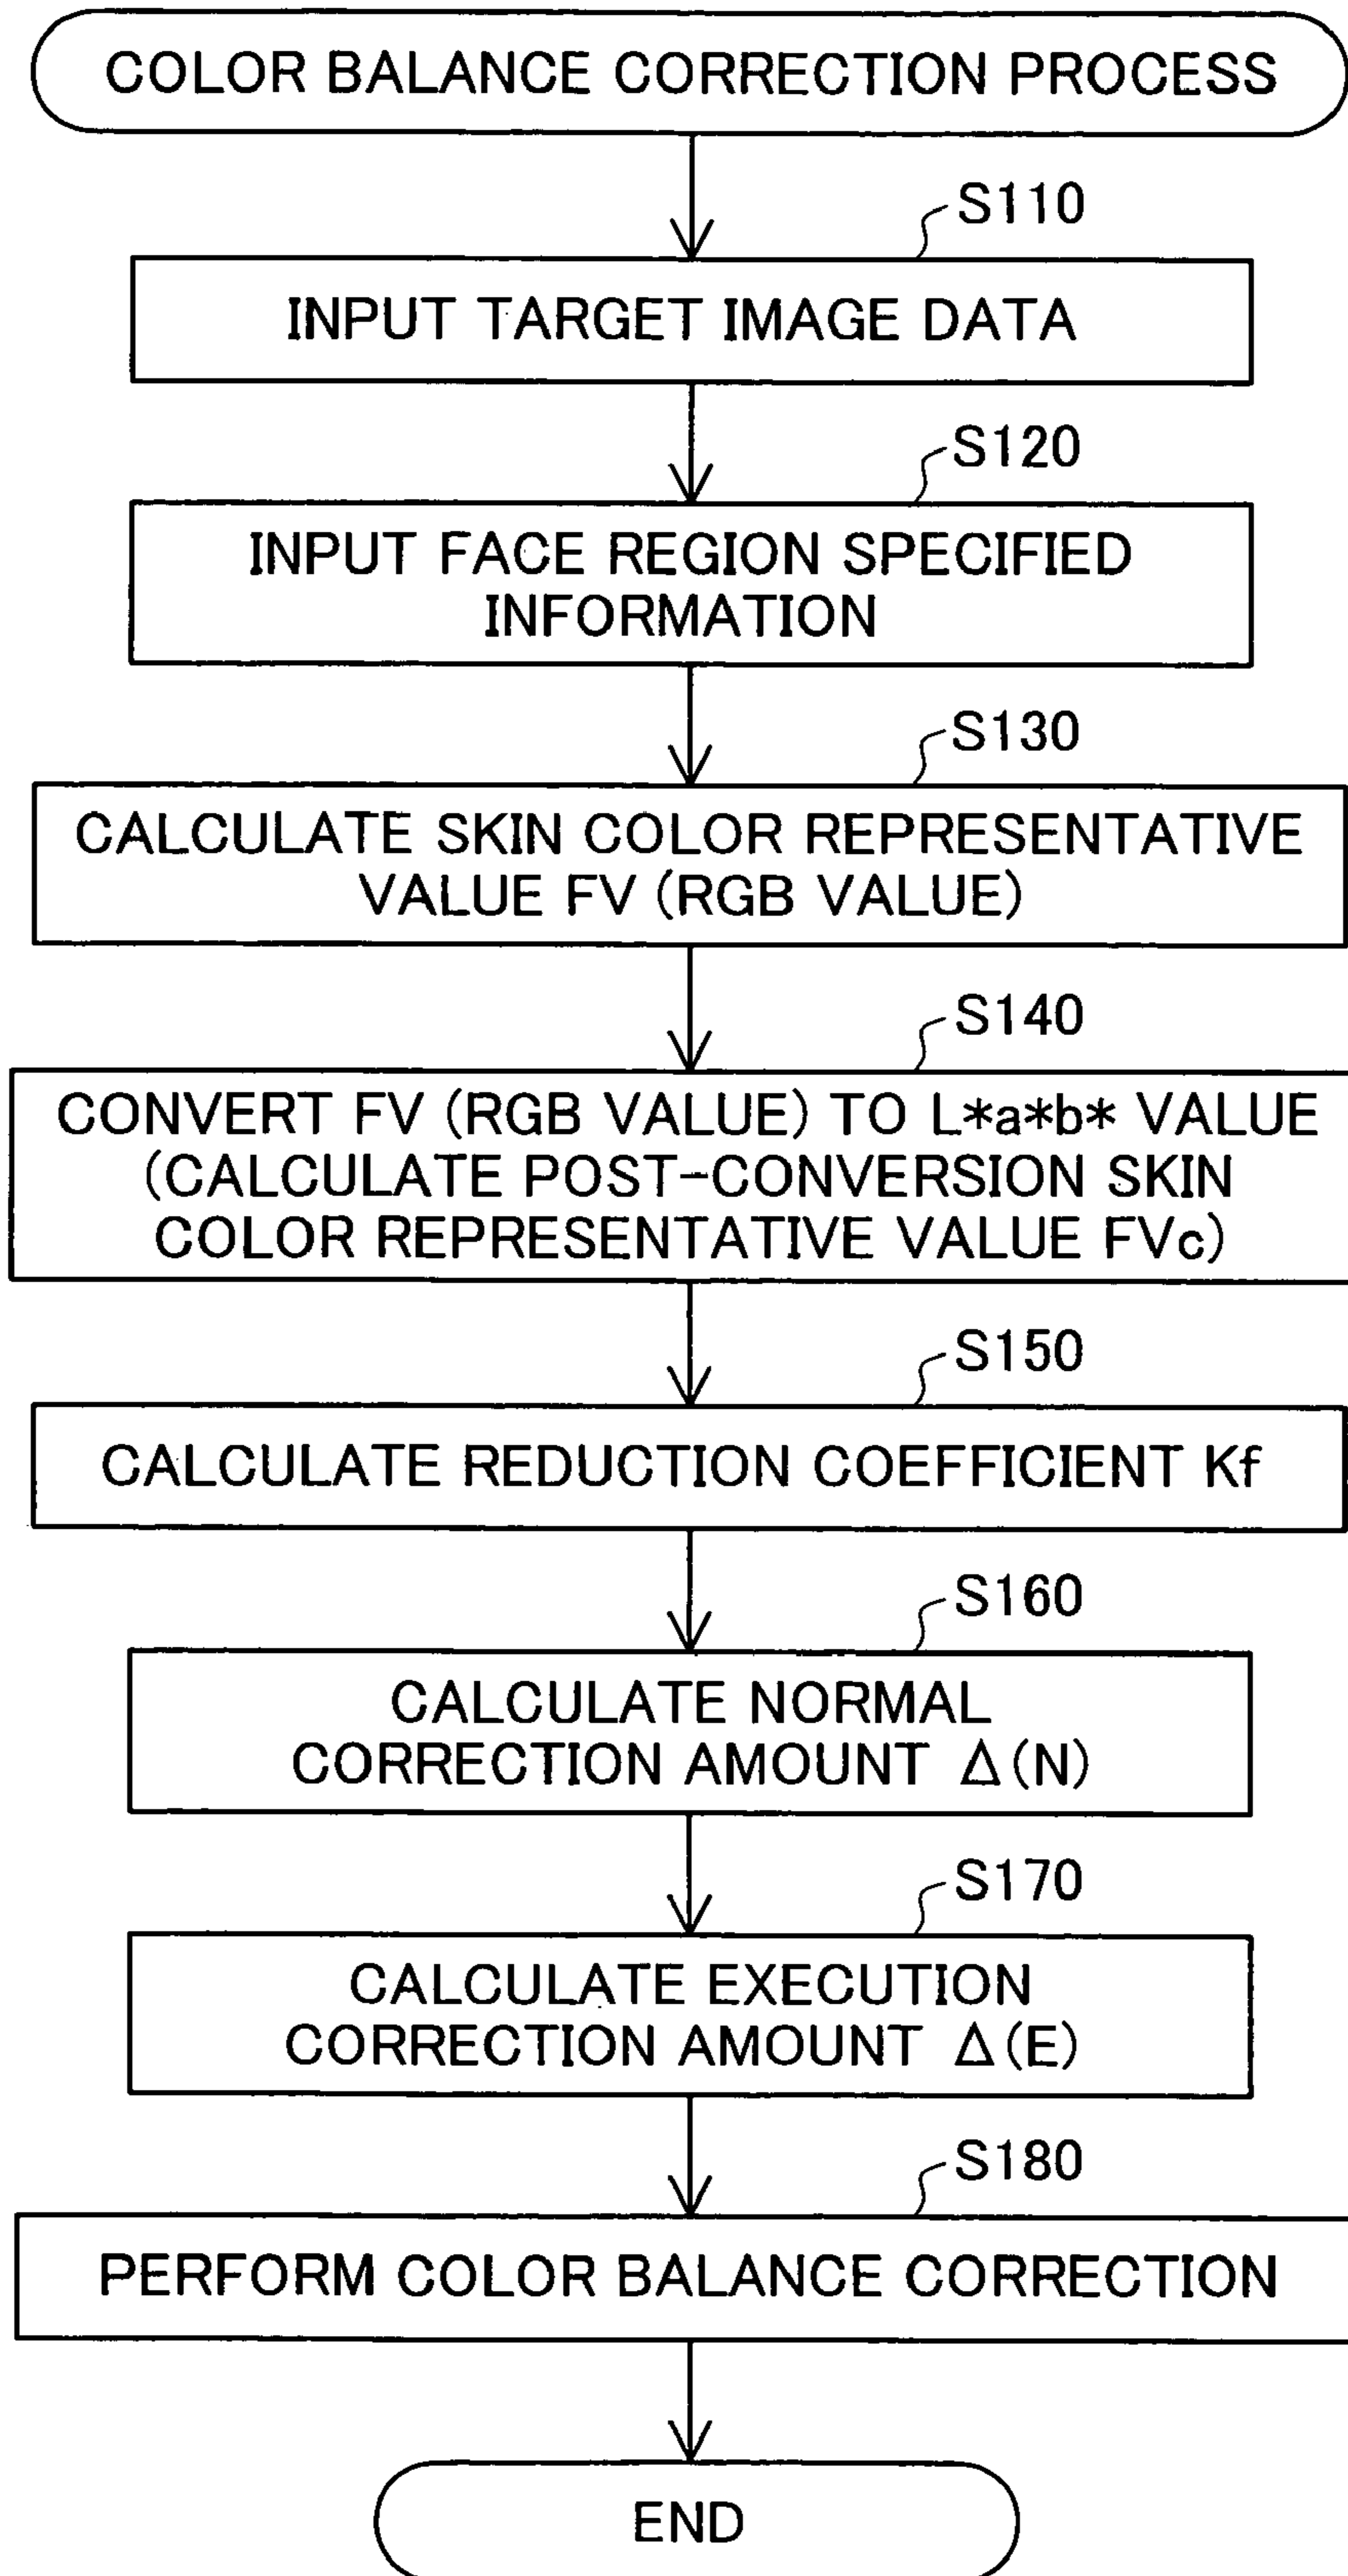 COLOR BALANCE CORRECTION PROCESS
S110
INPUT TARGET IMAGE DATA
S120
INPUT FACE REGION SPECIFIED
INFORMATION
S130
CALCULATE SKIN COLOR REPRESENTATIVE
VALUE FV (RGB VALUE)
S140
CONVERT FV (RGB VALUE) TO L*a*b* VALUE
(CALCULATE POST-CONVERSION SKIN
COLOR REPRESENTATIVE VALUE FVc)
S150
CALCULATE REDUCTION COEFFICIENT Kf
S160
CALCULATE NORMAL
CORRECTION AMOUNT Δ(N)
S170
CALCULATE EXECUTION
CORRECTION AMOUNT Δ(E)
S180
PERFORM COLOR BALANCE CORRECTION
END